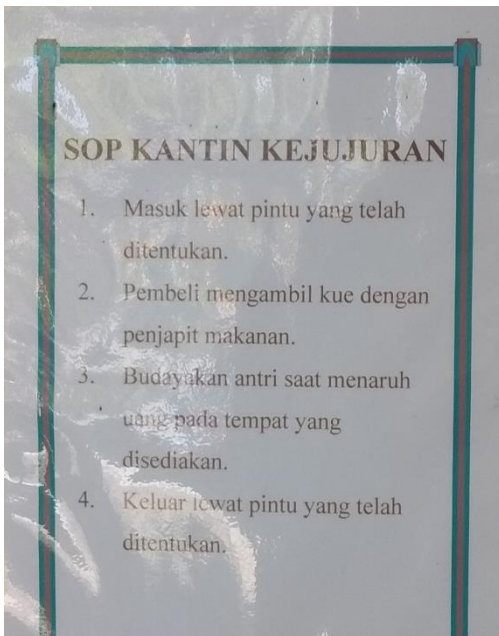 SOP KANTIN KEJUJURAN
1. Masuk lewat pintu yang telah
ditentukan.
2. Pembeli mengambil kue dengan
penjapit makanan.
3. Budayakan antri saat menaruh
uang pada tempat yang
disediakan.
4. Keluar lewat pintu yang telah
ditentukan.